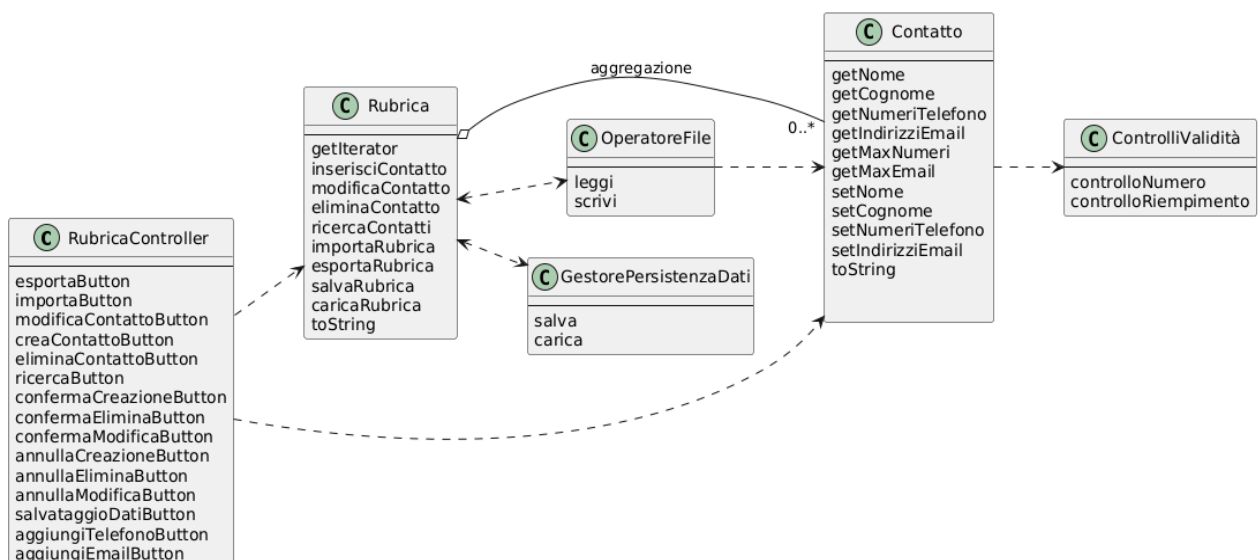 C Contatto
getNome
getCognome
getNumeriTelefono
getIndirizziEmail
getMaxNumeri
getMaxEmail
setNome
setCognome
setNumeriTelefono
setIndirizziEmail
toString
aggregazione
0..*
C Rubrica
getIterator
inserisciContatto
modificaContatto
eliminaContatto
ricercaContatti
importaRubrica
esportaRubrica
salvaRubrica
caricaRubrica
toString
C OperatoreFile
leggi
scrivi
C ControlliValidità
controlloNumero
controlloRiempimento
C GestorePersistenzaDati
salva
carica
C RubricaController
esportaButton
importaButton
modificaContattoButton
creaContattoButton
eliminaContattoButton
ricercaButton
confermaCreazioneButton
confermaEliminaButton
confermaModificaButton
annullaCreazioneButton
annullaEliminaButton
annullaModificaButton
salvataggioDatiButton
aggiungiTelefonoButton
aggiungiEmailButton